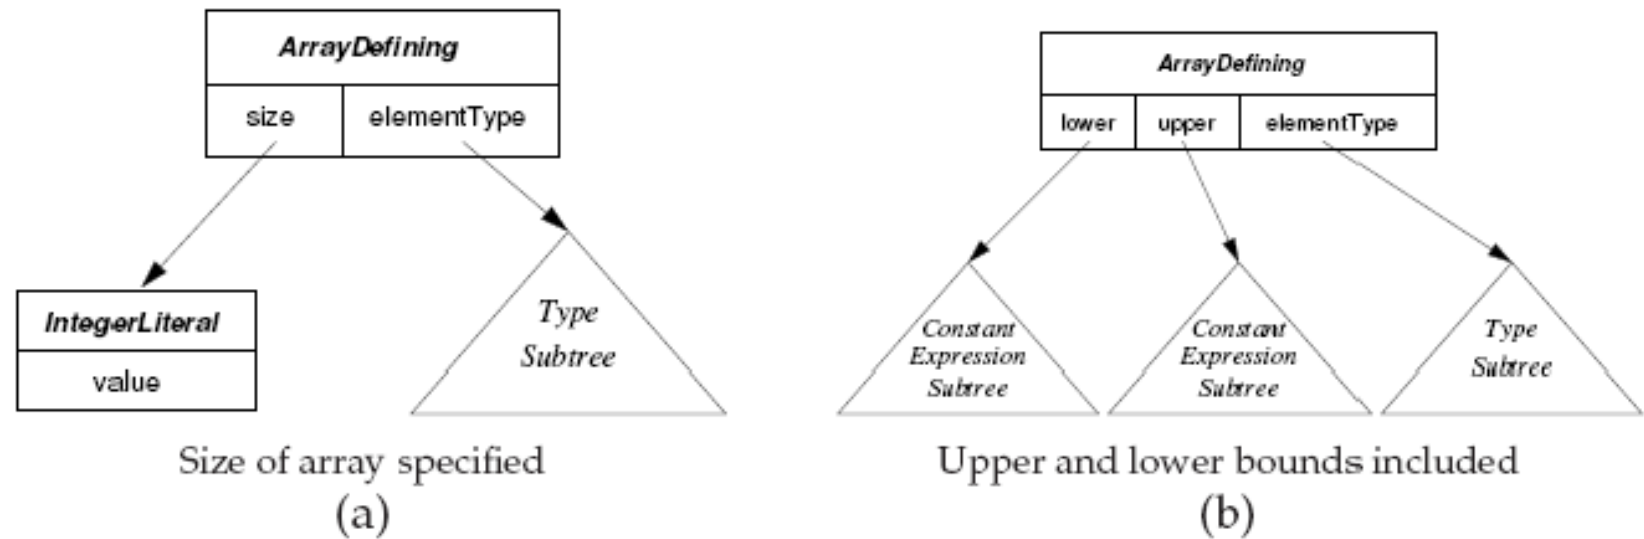 ArrayDefining
size elementType
IntegerLiteral
value
Type
Subtree
Size of array specified
(a)
ArrayDefining
lower upper elementType
Constant
Expression
Subtree
Constant
Expression
Subtree
Type
Subtree
Upper and lower bounds included
(b)